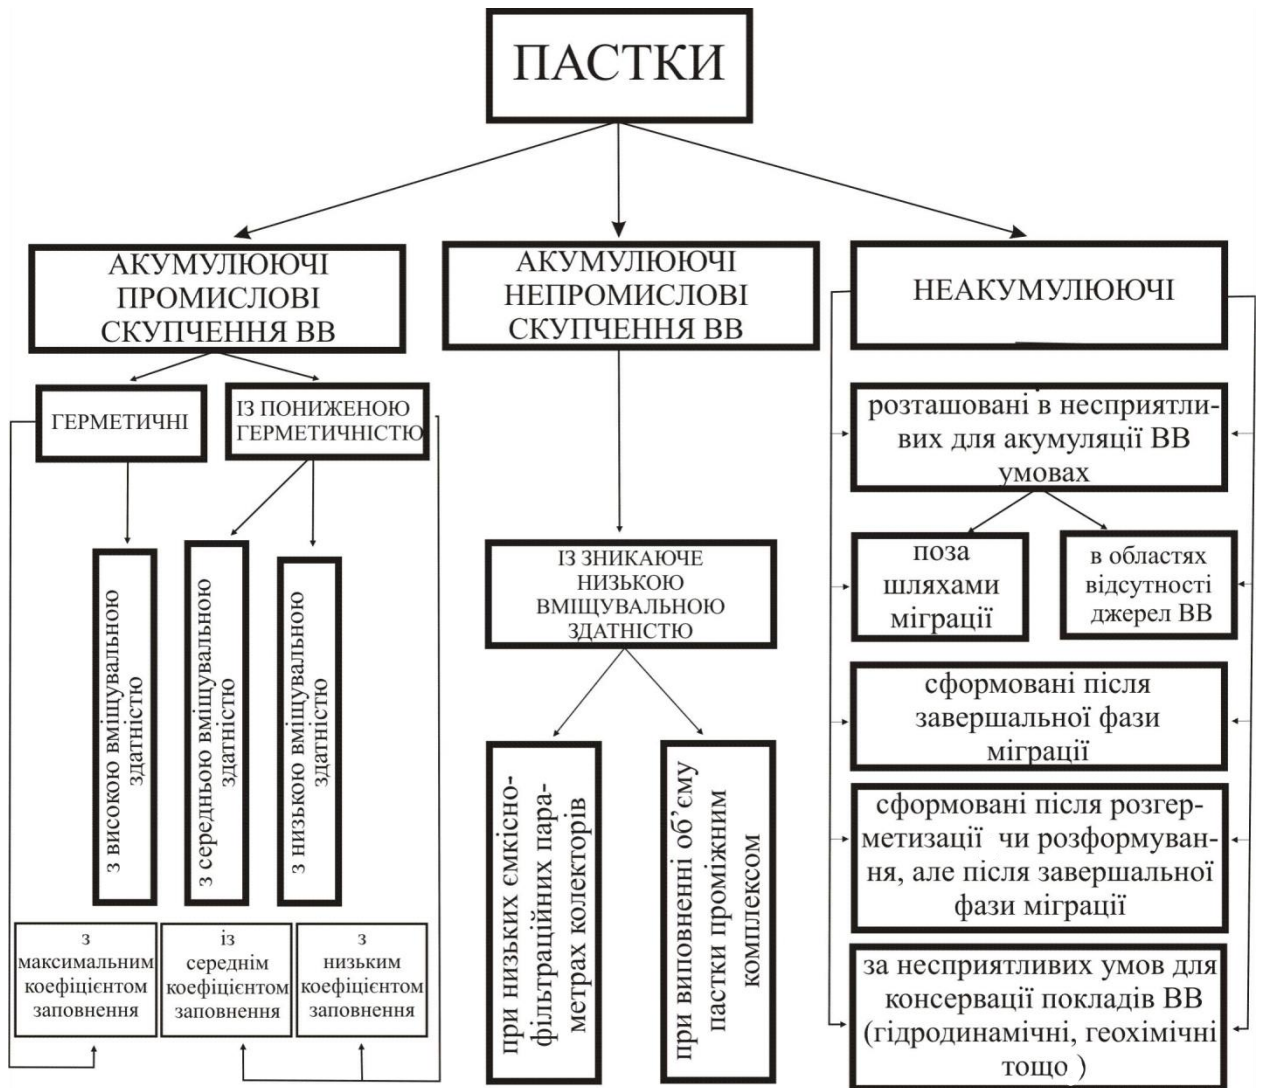 ПАСТКИ
АКУМУЛЮЮЧІ
ПРОМИСЛОВІ
СКУПЧЕННЯ ВВ
АКУМУЛЮЮЧІ
НЕПРОМИСЛОВІ
СКУПЧЕННЯ ВВ
НЕАКУМУЛЮЮЧІ
ГЕРМЕТИЧНІ
ІЗ ПОНИЖЕНОЮ
ГЕРМЕТИЧНІСТЮ
з високою вміщувальною
здатністю
з середньою вміщувальною
здатністю
з низькою вміщувальною
здатністю
з
максимальним
коефіцієнтом
заповнення
із
середнім
коефіцієнтом
заповнення
з
низьким
коефіцієнтом
заповнення
ІЗ ЗНИКАЮЧЕ
НИЗЬКОЮ
ВМІЩУВАЛЬНОЮ
ЗДАТНІСТЮ
при низьких ємкісно-
фільтраційних пара-
метрах колекторів
при виповненні об’єму
пастки проміжним
комплексом
розташовані в несприятли-
вих для акумуляції ВВ
умовах
поза
шляхами
міграції
в областях
відсутності
джерел ВВ
сформовані після
завершальної фази
міграції
сформовані після розгер-
метизації чи розформуван-
ня, але після завершальної
фази міграції
за несприятливих умов для
консервації покладів ВВ
(гідродинамічні, геохімічні
тощо )